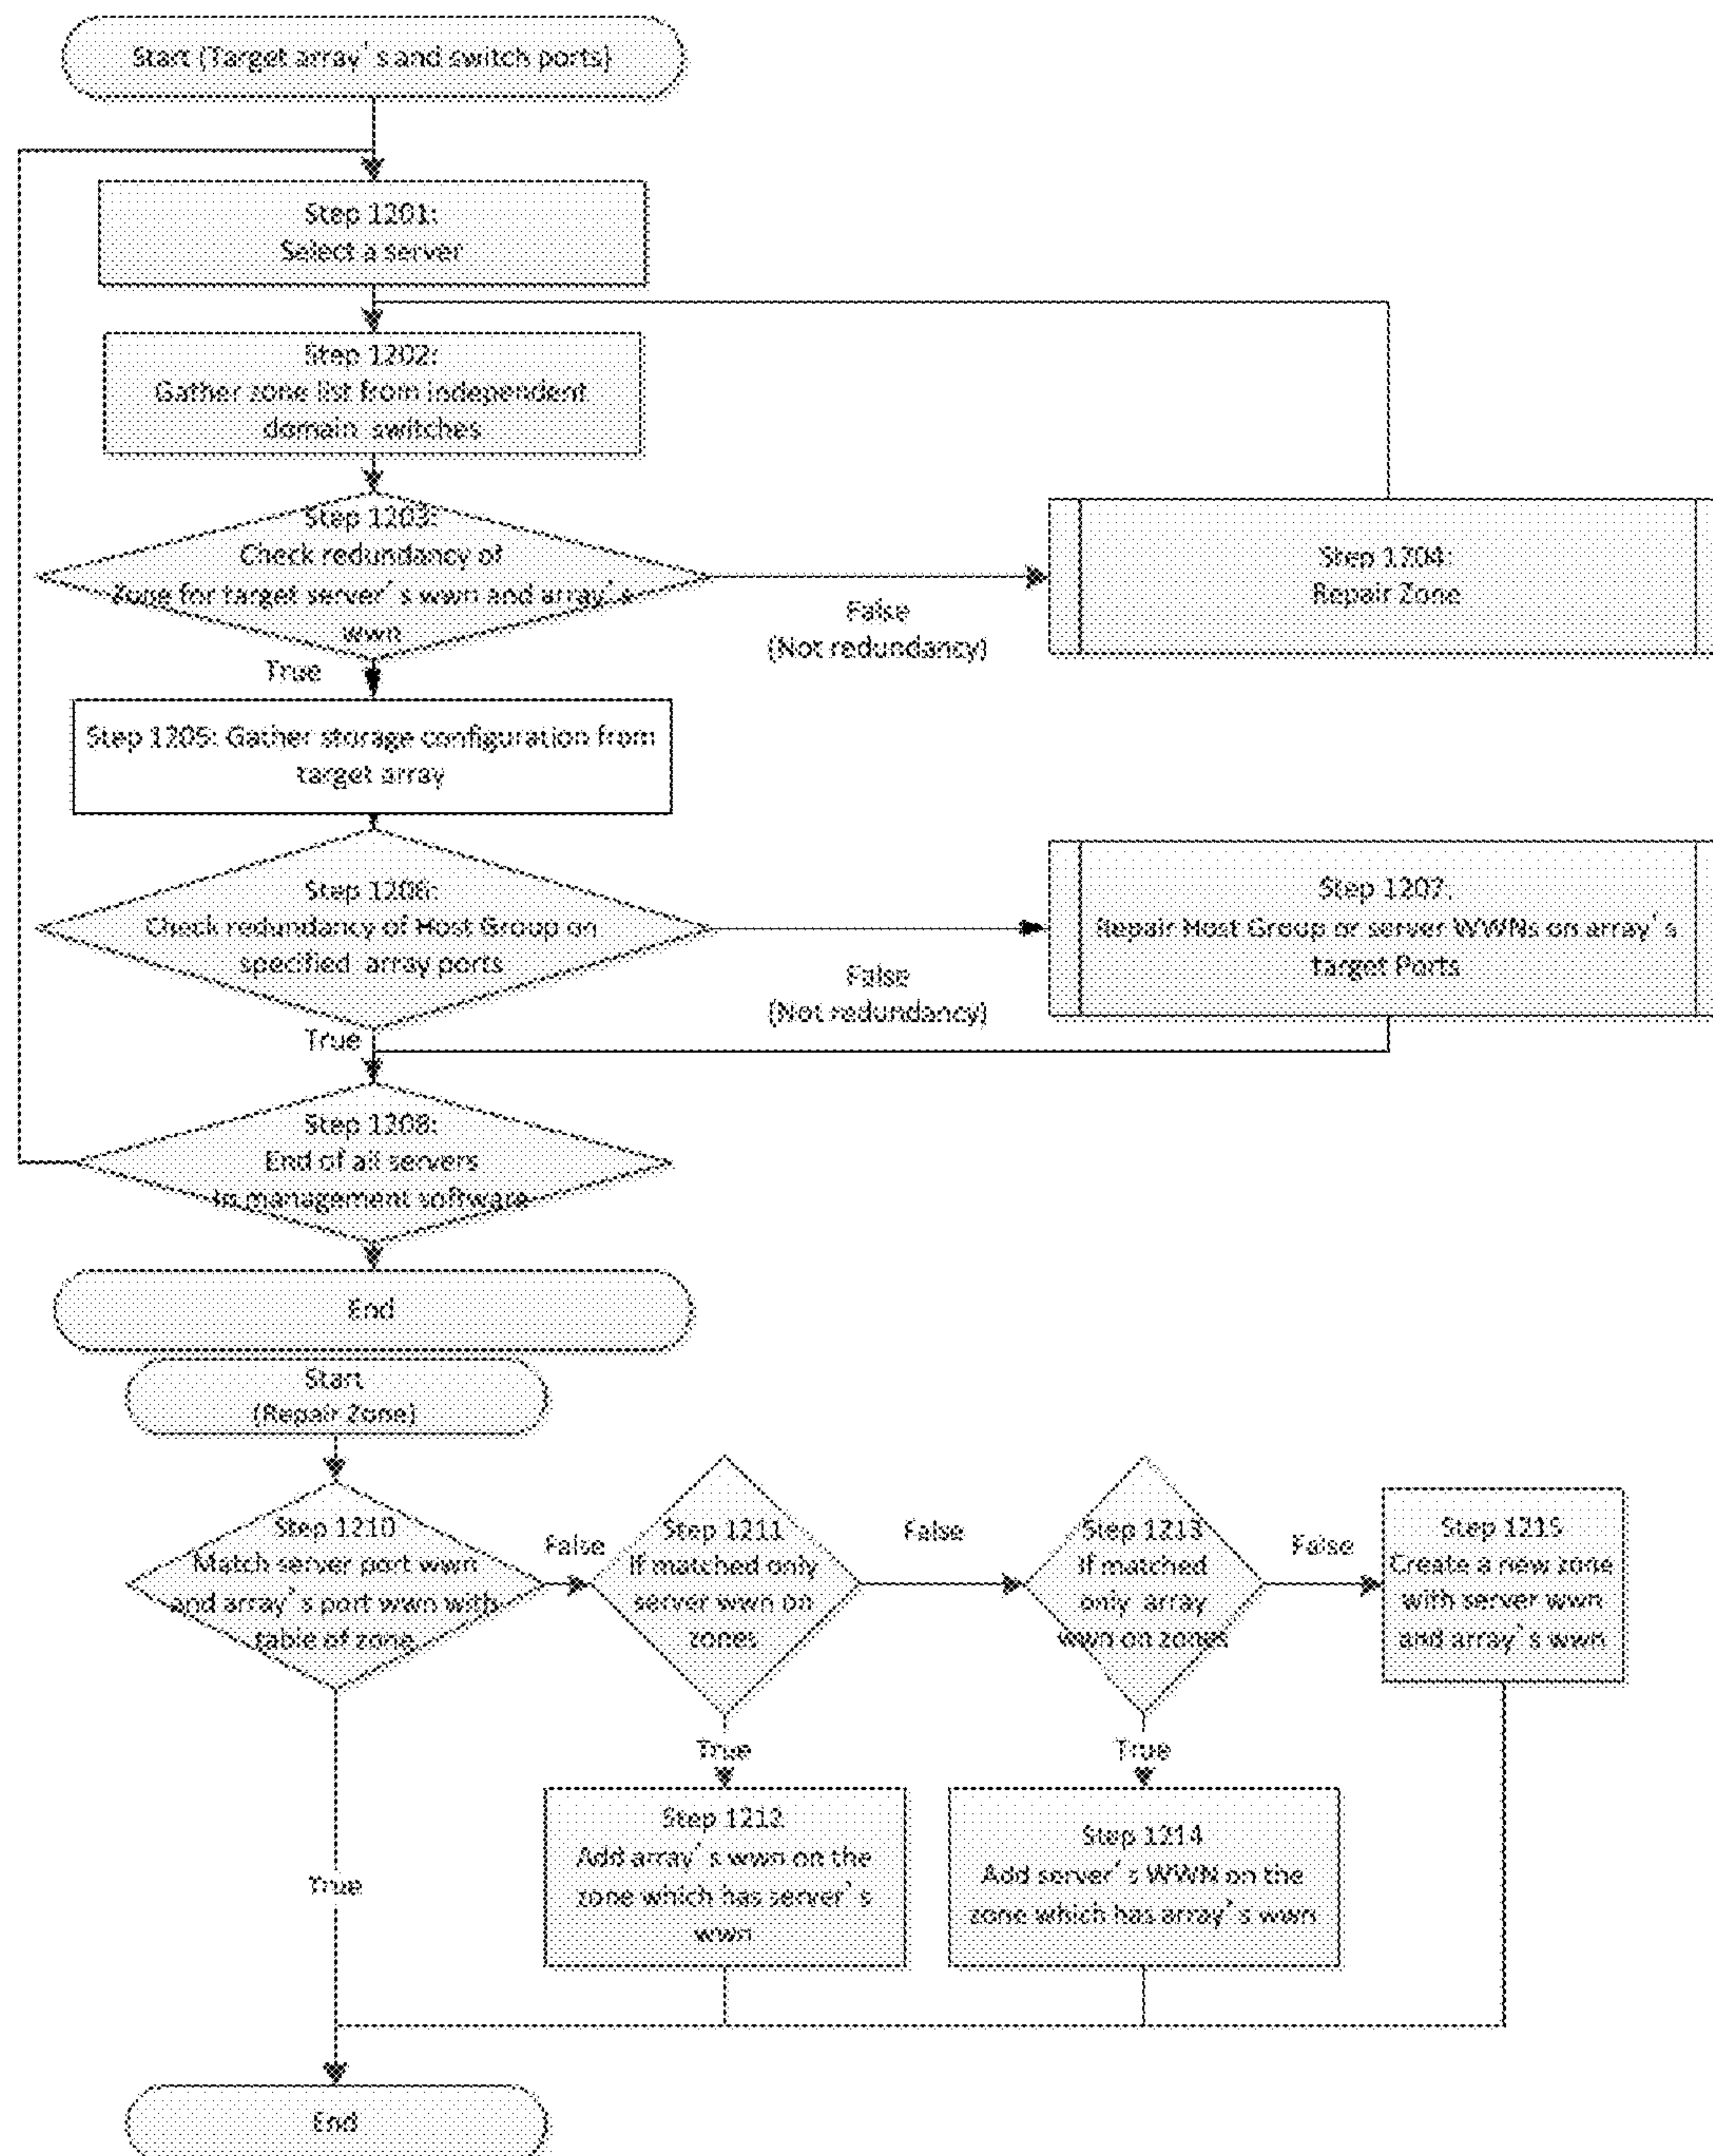 Start (Target array's and switch ports)
Step 1201:
Select a server
Step 1202:
Gather zone list from independent
domain switches
Step 1203:
Check redundancy of
Zone for target server's wwn and array's
wwn
False
(Not redundancy)
Step 1204:
Repair Zone
True
Step 1205: Gather storage configuration from
target array
Step 1206:
Check redundancy of Host Group on
specified array ports
False
(Not redundancy)
Step 1207:
Repair Host Group or server WWNs on array's
target Ports
True
Step 1208:
End of all servers
in management software
End
Start
(Repair Zone)
Step 1210
Match server port wwn
and array's port wwn with
table of zone
False
Step 1211
If matched only
server wwn on
zones
False
Step 1213
If matched
only array
wwn on zones
False
Step 1215
Create a new zone
with server wwn
and array's wwn
True
True
True
Step 1212
Add array's wwn on the
zone which has server's
wwn
Step 1214
Add server's WWN on the
zone which has array's wwn
End